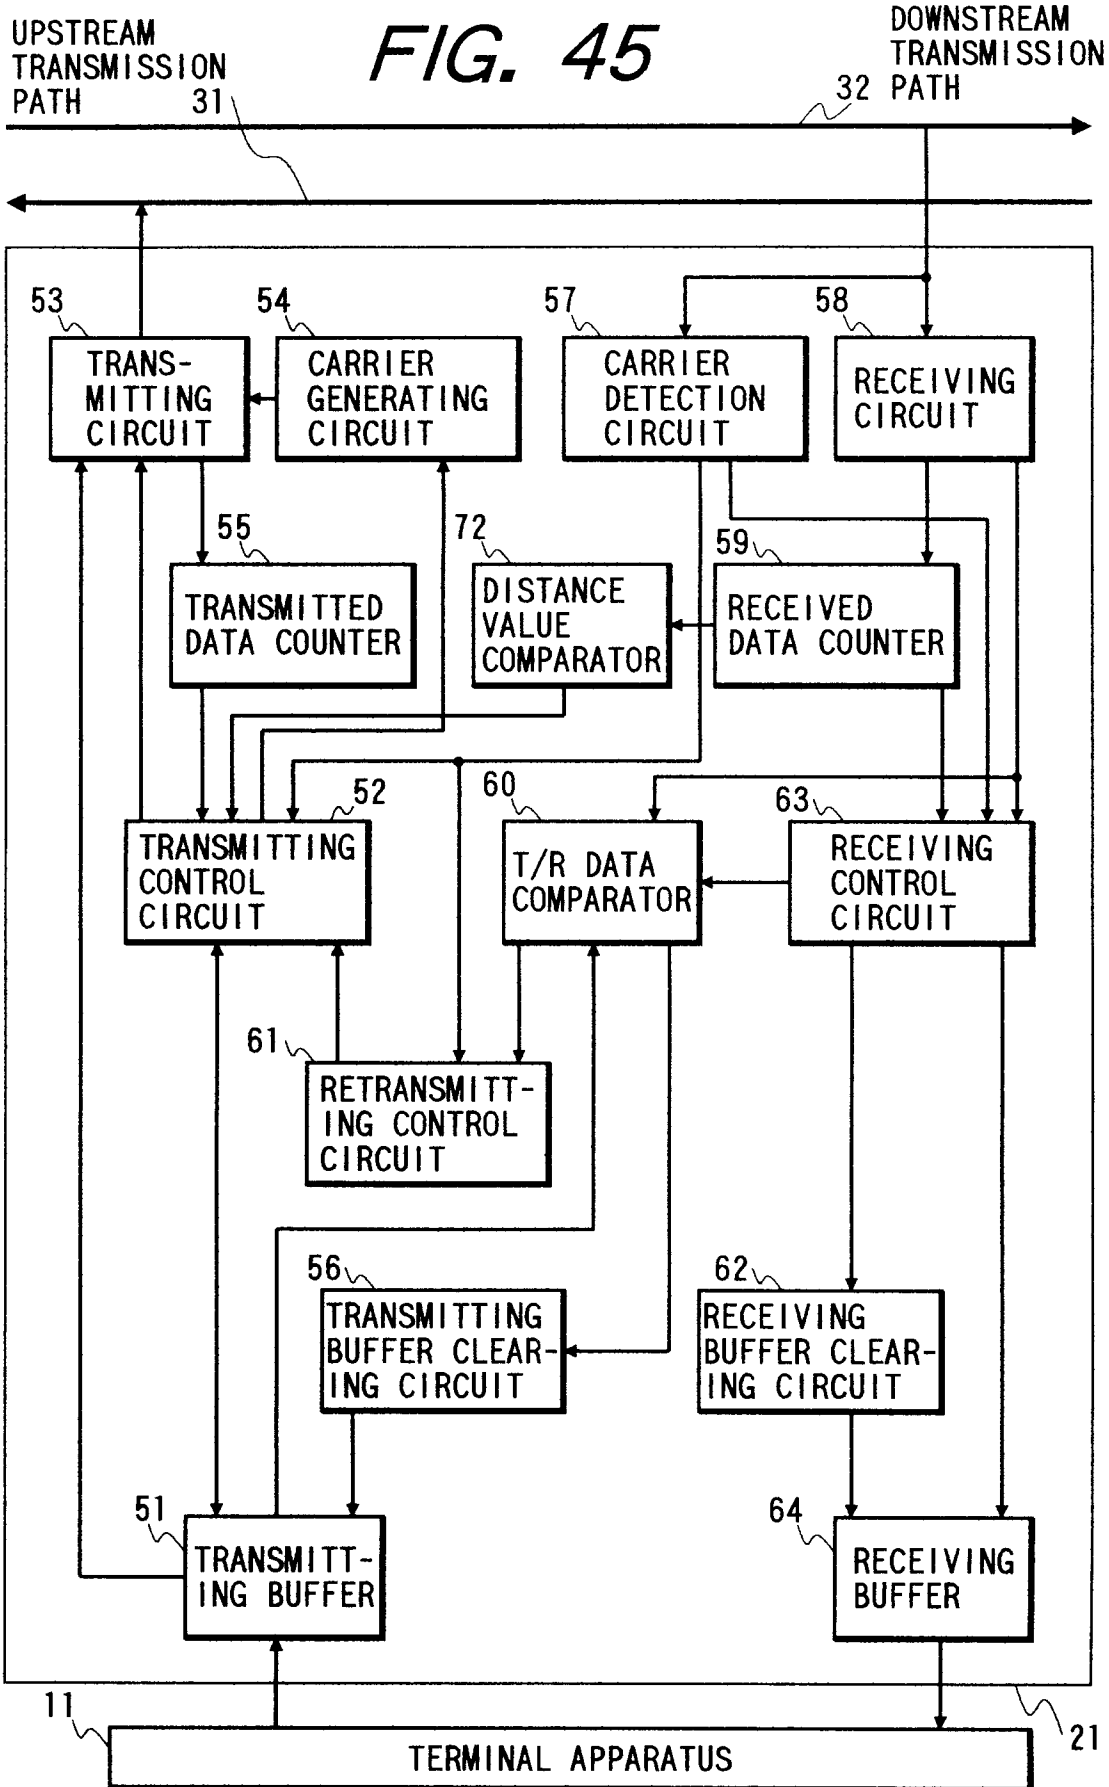 FIG. 45
UPSTREAM
TRANSMISSION
PATH
31
DOWNSTREAM
TRANSMISSION
PATH
32
53
TRANS-
MITTING
CIRCUIT
54
CARRIER
GENERATING
CIRCUIT
57
CARRIER
DETECTION
CIRCUIT
58
RECEIVING
CIRCUIT
55
TRANSMITTED
DATA COUNTER
72
DISTANCE
VALUE
COMPARATOR
59
RECEIVED
DATA COUNTER
52
TRANSMITTING
CONTROL
CIRCUIT
60
T/R DATA
COMPARATOR
63
RECEIVING
CONTROL
CIRCUIT
61
RETRANSMITT-
ING CONTROL
CIRCUIT
56
TRANSMITTING
BUFFER CLEAR-
ING CIRCUIT
62
RECEIVING
BUFFER CLEAR-
ING CIRCUIT
51
TRANSMITT-
ING BUFFER
64
RECEIVING
BUFFER
11
TERMINAL APPARATUS
21